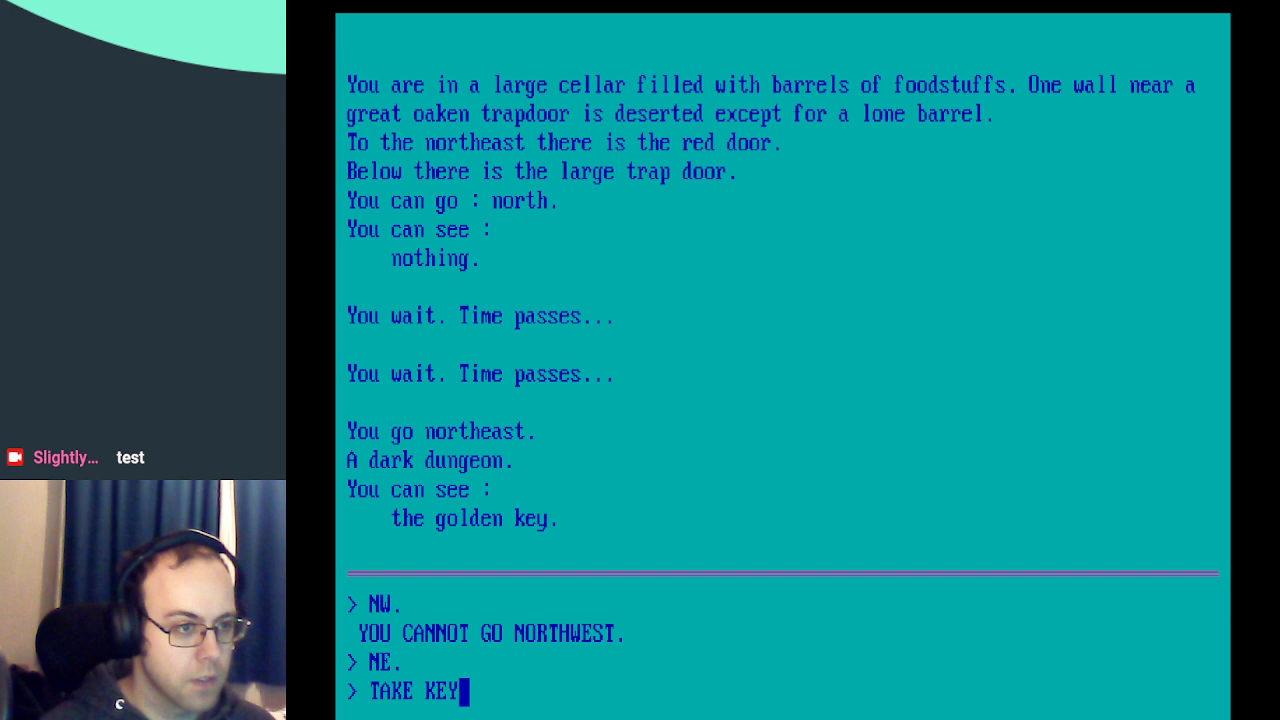 You are in a large cellar filled with barrels of foodstuffs. One wall near a
great oaken trapdoor is deserted except for a lone barrel.
To the northeast there is the red door.
Below there is the large trap door.
You can go : north.
You can see :
nothing.
You wait. Time passes...
You wait. Time passes...
You go northeast.
A dark dungeon.
You can see :
the golden key.
> NW.
YOU CANNOT GO NORTHWEST.
> NE.
> TAKE KEY
Slightly... test